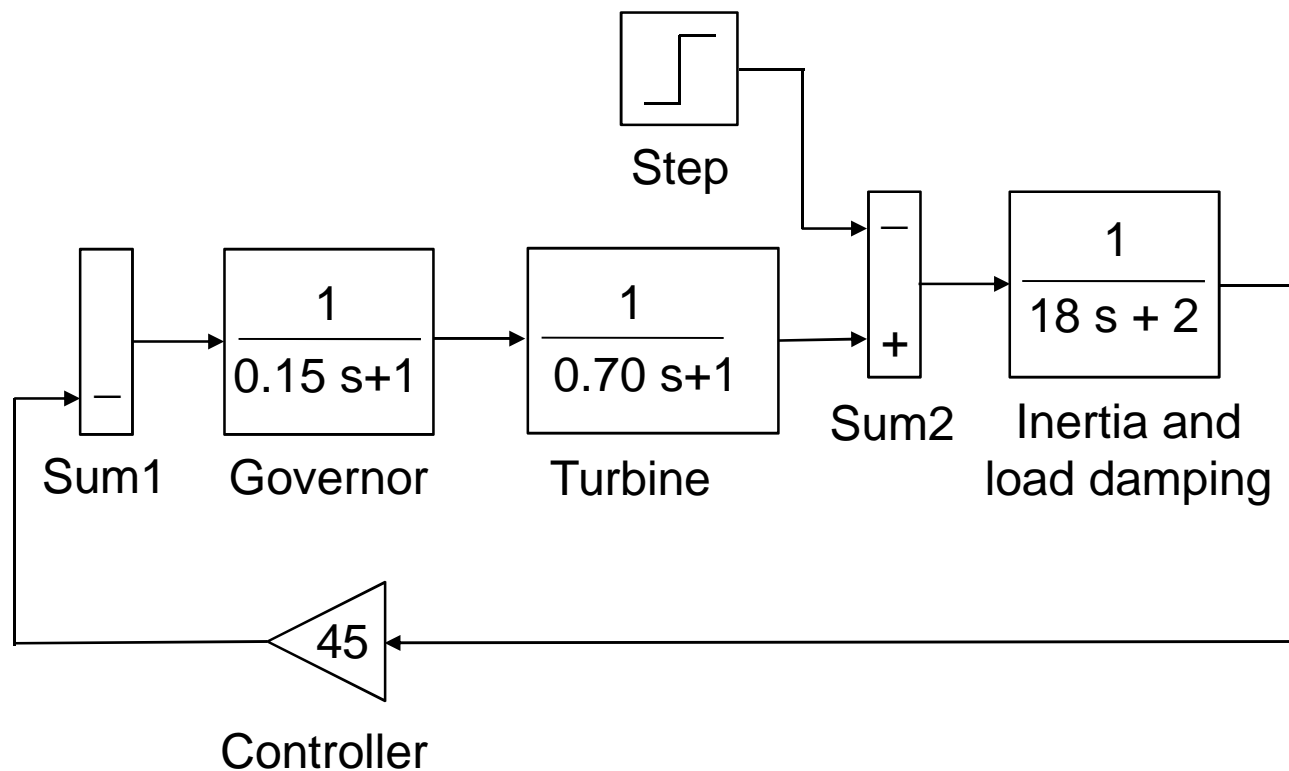 Step
−
1
18 s + 2
1
0.15 s+1
1
0.70 s+1
+
−
Sum1
Governor
Turbine
Sum2
Inertia and
load damping
45
Controller